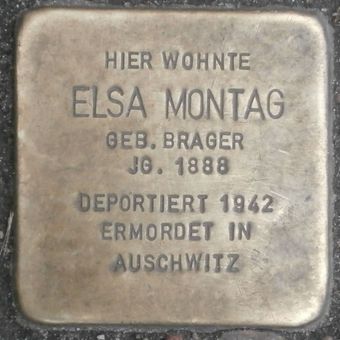 HIER WOHNTE
ELSA MONTAG
GEB. BRAGER
JG. 1888
DEPORTIERT 1942
ERMORDET IN
AUSCHWITZ